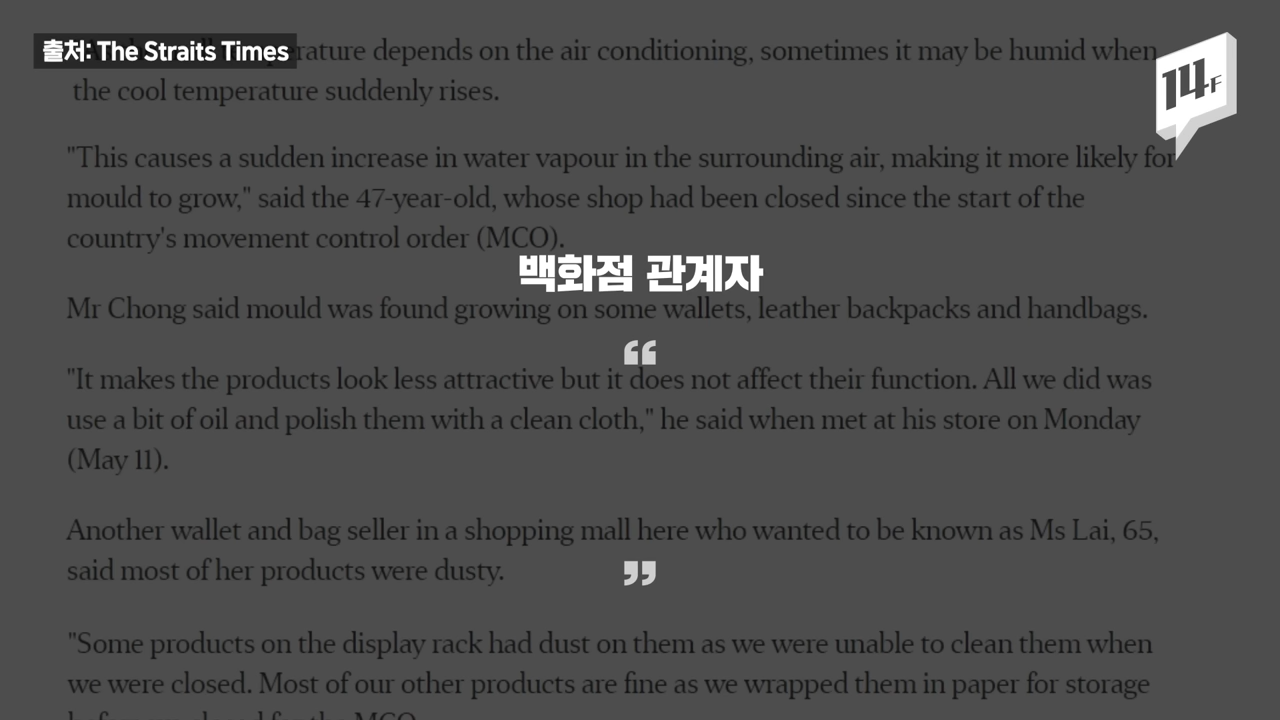 출처: The Straits Times
rature depends on the air conditioning, sometimes it may be humid when
the cool temperature suddenly rises.
14F
"This causes a sudden increase in water vapour in the surrounding air, making it more likely for
mould to grow," said the 47-year-old, whose shop had been closed since the start of the
country's movement control order (MCO).
백화점 관계자
Mr Chong said mould was found growing on some wallets, leather backpacks and handbags.
“
"It makes the products look less attractive but it does not affect their function. All we did was
use a bit of oil and polish them with a clean cloth," he said when met at his store on Monday
(May 11).
Another wallet and bag seller in a shopping mall here who wanted to be known as Ms Lai, 65,
said most of her products were dusty.
”
"Some products on the display rack had dust on them as we were unable to clean them when
we were closed. Most of our other products are fine as we wrapped them in paper for storage